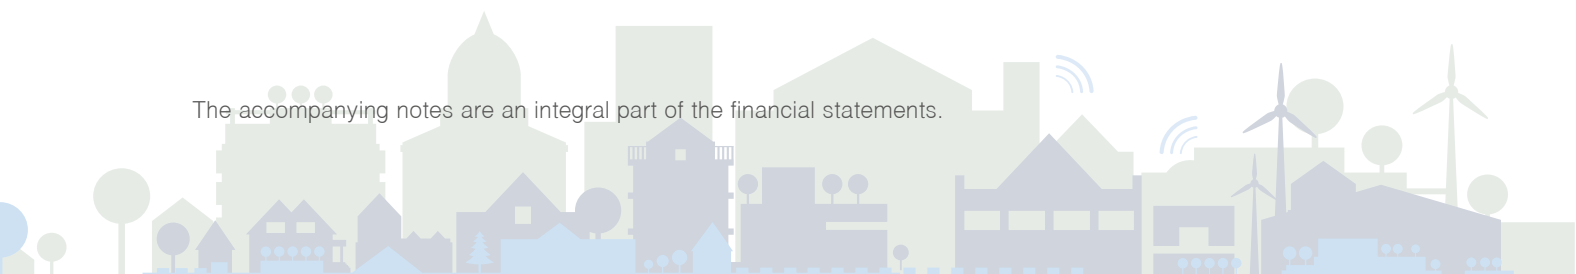 The accompanying notes are an integral part of the financial statements.